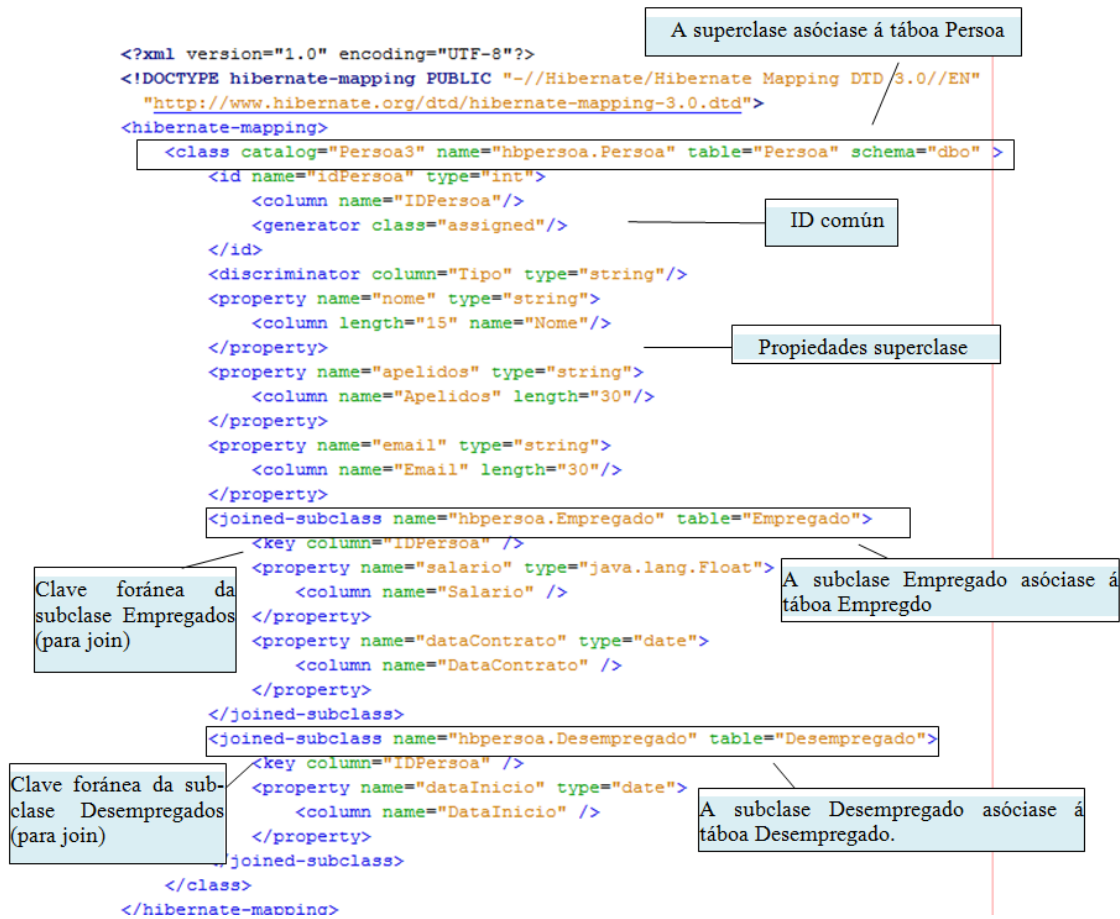 A superclase asóciase á táboa Persoa
<?xml version="1.0" encoding="UTF-8"?>
<!DOCTYPE hibernate-mapping PUBLIC "-//Hibernate/Hibernate Mapping DTD 3.0//EN"
"http://www.hibernate.org/dtd/hibernate-mapping-3.0.dtd">
<hibernate-mapping>
<class catalog="Persoa3" name="hbpersoa.Persoa" table="Persoa" schema="dbo" >
<id name="idPersoa" type="int">
<column name="IDPersoa"/>
<generator class="assigned"/>
ID común
</id>
<discriminator column="Tipo" type="string"/>
<property name="nome" type="string">
<column length="15" name="Nome"/>
</property>
Propiedades superclase
<property name="apelidos" type="string">
<column name="Apelidos" length="30"/>
</property>
<property name="email" type="string">
<column name="Email" length="30"/>
</property>
<joined-subclass name="hbpersoa.Empregado" table="Empregado">
<key column="IDPersoa" />
<property name="salario" type="java.lang.Float">
<column name="Salario" />
</property>
<property name="dataContrato" type="date">
<column name="DataContrato" />
</property>
</joined-subclass>
Clave foránea da
subclase Empregados
(para join)
A subclase Empregado asóciase á
táboa Empregdo
<joined-subclass name="hbpersoa.Desempregado" table="Desempregado">
<key column="IDPersoa" />
<property name="dataInicio" type="date">
<column name="DataInicio" />
</property>
</joined-subclass>
Clave foránea da sub-
clase Desempregados
(para join)
A subclase Desempregado asóciase á
táboa Desempregado.
</class>
</hibernate-mapping>